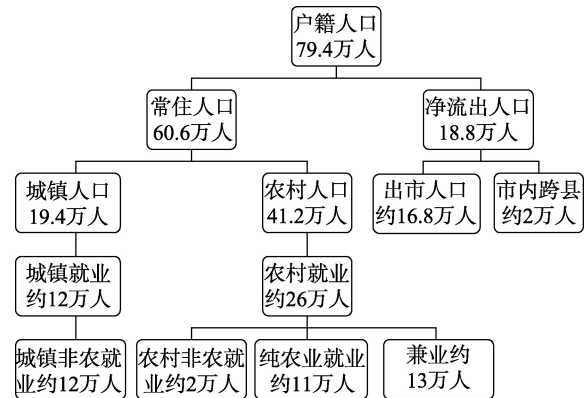 户籍人口
79.4万人
常住人口
60.6万人
净流出人口
18.8万人
城镇人口
19.4万人
农村人口
41.2万人
出市人口
约16.8万人
市内跨县
约2万人
城镇就业
约12万人
农村就业
约26万人
城镇非农就
业约12万人
农村非农就
业约2万人
纯农业就业
约11万人
兼业约
13万人